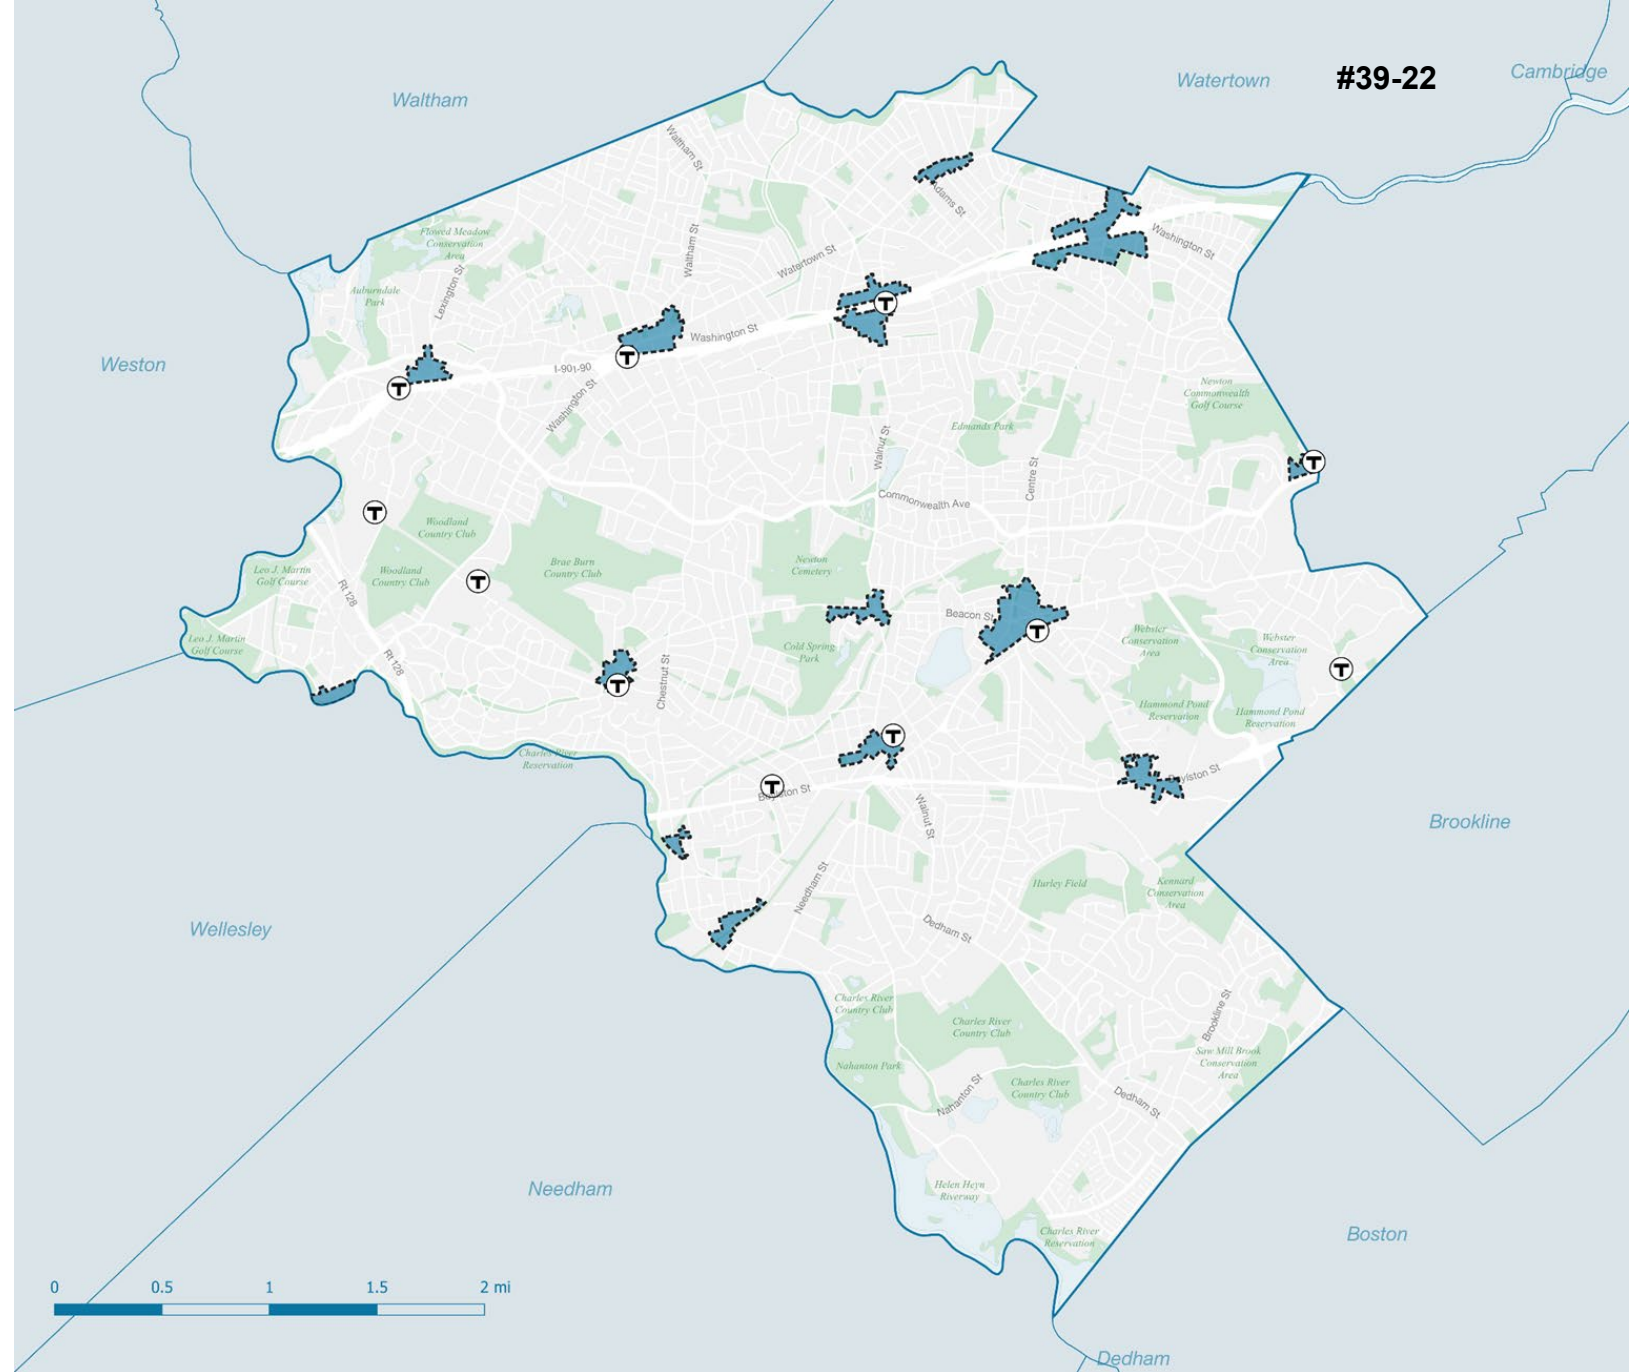 #39-22
Cambridge
Watertown
Waltham
Waltham St
Adams St
Washington St
Flowed Meadow
Conservation
Area
Waltham St
Watertown St
Lexington St
Auburndale
Park
T
Washington St
T
I-90I-90
Weston
T
Washington St
Newton
Commonwealth
Golf Course
Edmands Park
Walnut St
T
Centre St
Commonwealth Ave
T
Woodland
Country Club
Newton
Cemetery
Brae Burn
Country Club
Leo J. Martin
Golf Course
Woodland
Country Club
T
Rt 128
Beacon St
T
Webster
Conservation
Area
Webster
Conservation
Area
Leo J. Martin
Golf Course
Cold Spring
Park
Rt 128
T
Chestnut St
T
Hammond Pond
Reservation
Hammond Pond
Reservation
T
Charles River
Reservation
T
Boylston St
Boylston St
Walnut St
Brookline
Needham St
Hurley Field
Kennard
Conservation
Area
Wellesley
Dedham St
Charles River
Country Club
Charles River
Country Club
Brookline St
Nahanton Park
Saw Mill Brook
Conservation
Area
Charles River
Country Club
Nahanton St
Dedham St
Needham
Helen Heyn
Riverway
Charles River
Reservation
Boston
0 0.5 1 1.5 2 mi
Dedham